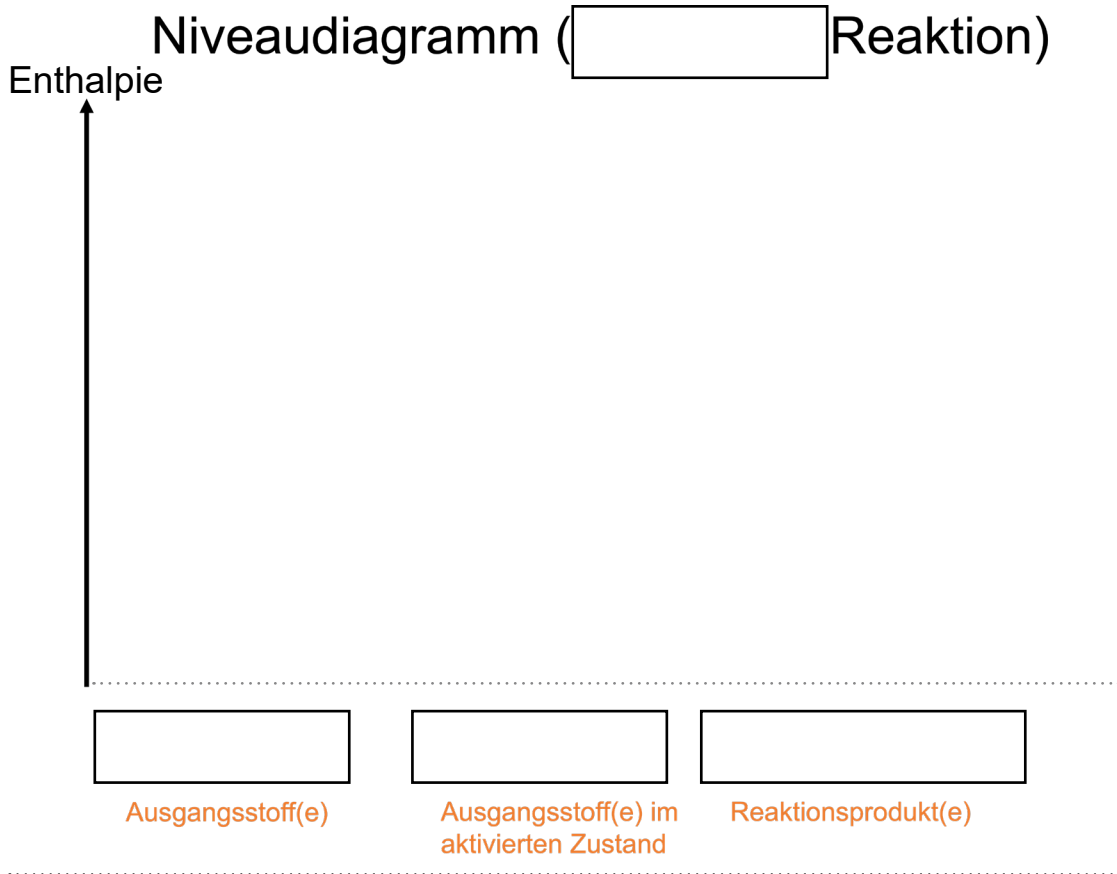 Niveaudiagramm ( Reaktion)
Enthalpie
Ausgangsstoff(e)
Ausgangsstoff(e) im
aktivierten Zustand
Reaktionsprodukt(e)